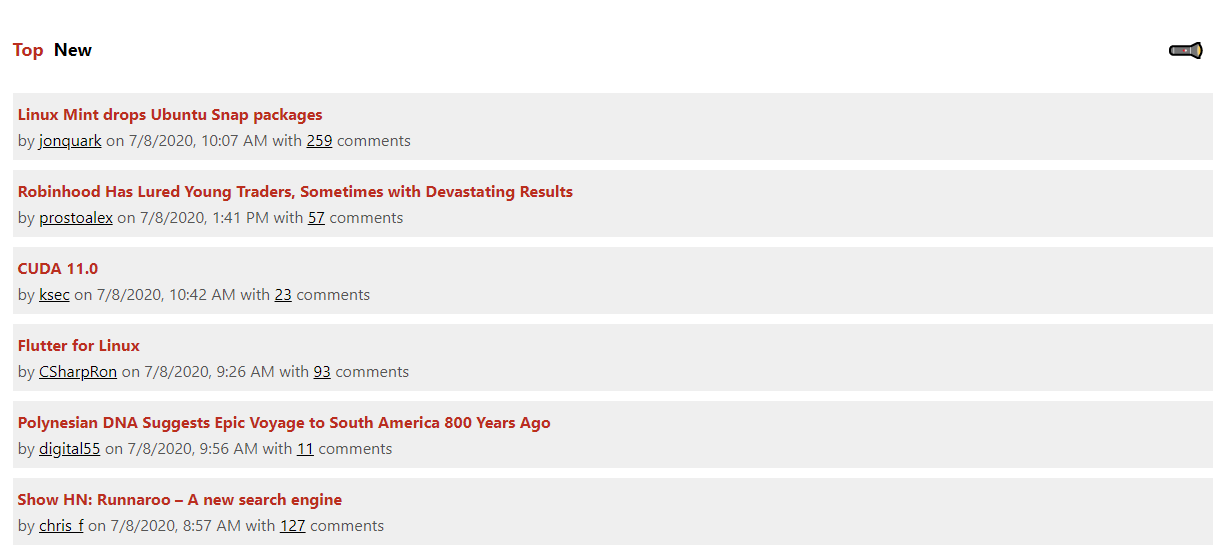 Top New
Linux Mint drops Ubuntu Snap packages
by jonquark on 7/8/2020, 10:07 AM with 259 comments
Robinhood Has Lured Young Traders, Sometimes with Devastating Results
by prostoalex on 7/8/2020, 1:41 PM with 57 comments
CUDA 11.0
by ksec on 7/8/2020, 10:42 AM with 23 comments
Flutter for Linux
by CSharpRon on 7/8/2020, 9:26 AM with 93 comments
Polynesian DNA Suggests Epic Voyage to South America 800 Years Ago
by digital55 on 7/8/2020, 9:56 AM with 11 comments
Show HN: Runnaroo – A new search engine
by chris_f on 7/8/2020, 8:57 AM with 127 comments